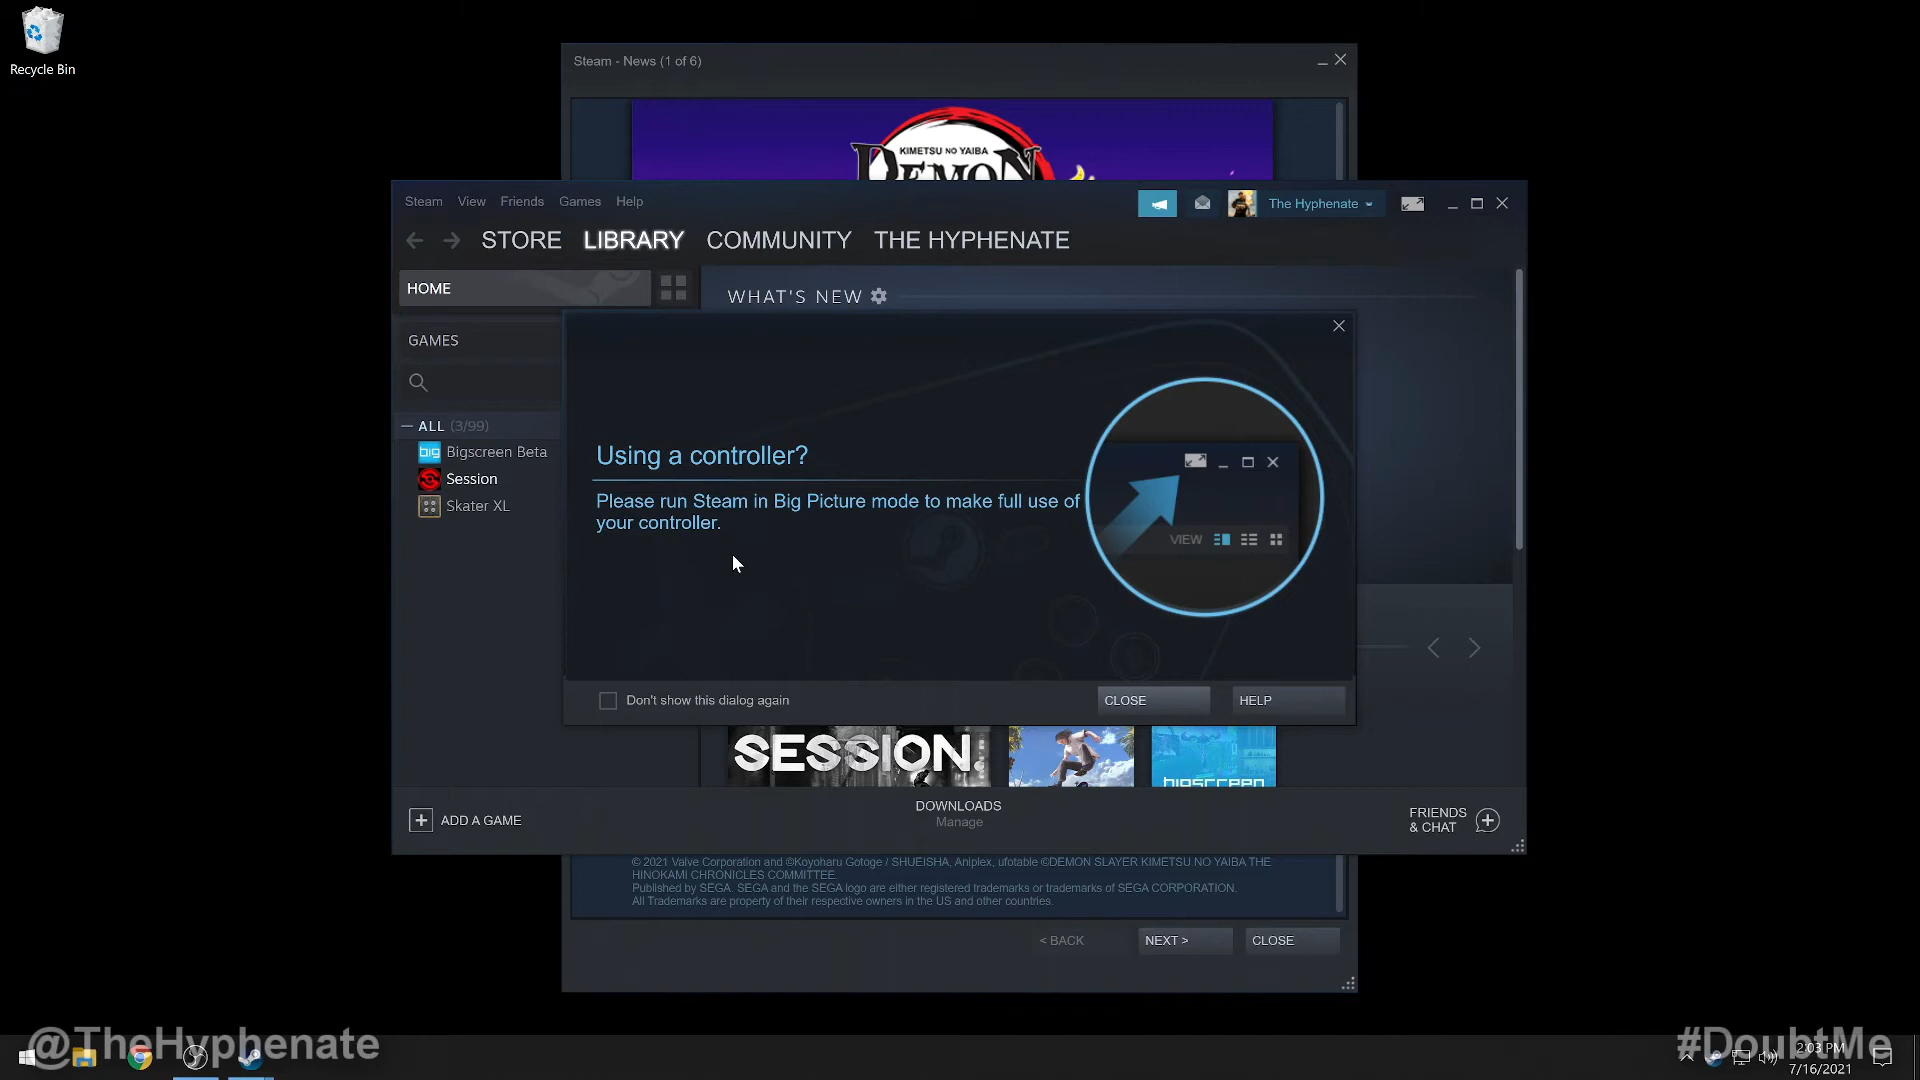 Recycle Bin
Steam - News (1 of 6)
KIMETSU NO YAIBA
DEMON
Steam View Friends Games Help
The Hyphenate
STORE LIBRARY COMMUNITY THE HYPHENATE
HOME
WHAT'S NEW
GAMES
ALL (3/99)
big Bigscreen Beta
Session
Skater XL
Using a controller?
Please run Steam in Big Picture mode to make full use of
your controller.
VIEW
Don't show this dialog again
CLOSE
HELP
SESSION.
bigscreen
ADD A GAME
DOWNLOADS
Manage
FRIENDS
& CHAT
© 2021 Valve Corporation and ©Koyoharu Gotoge / SHUEISHA, Aniplex, ufotable ©DEMON SLAYER KIMETSU NO YAIBA THE
HINOKAMI CHRONICLES COMMITTEE.
Published by SEGA. SEGA and the SEGA logo are either registered trademarks or trademarks of SEGA CORPORATION.
All Trademarks are property of their respective owners in the US and other countries.
< BACK
NEXT >
CLOSE
@TheHyphenate
#DoubtMe
2:03 PM
7/16/2021